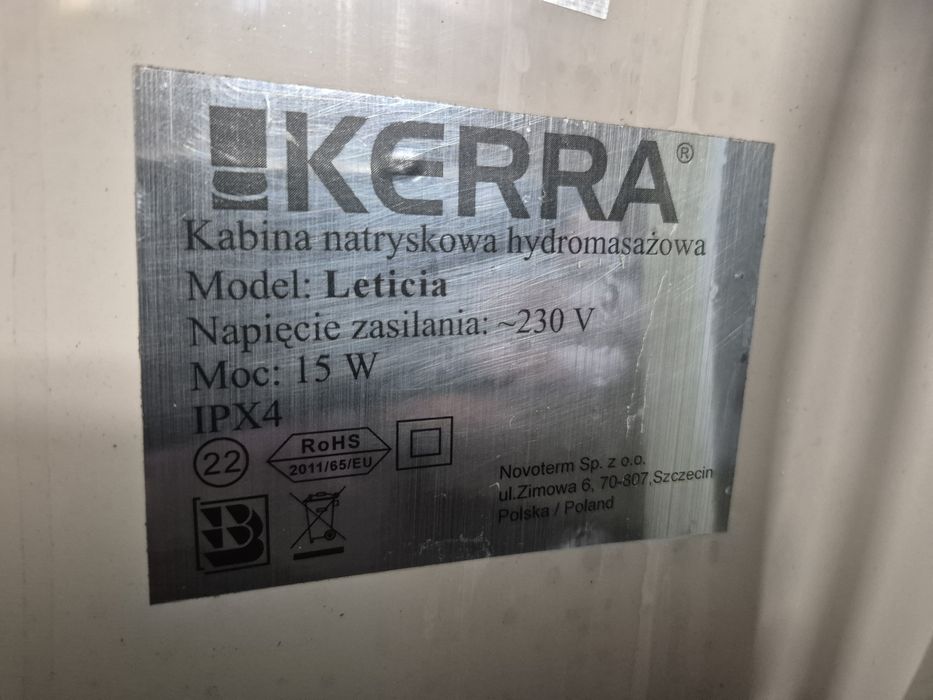 KERRA®
Kabina natryskowa hydromasażowa
Model: Leticia
Napięcie zasilania: ~230 V
Moc: 15 W
IPX4
22
RoHS
2011/65/EU
B
Novoterm Sp. z o.o.
ul.Zimowa 6, 70-807,Szczecin
Polska / Poland